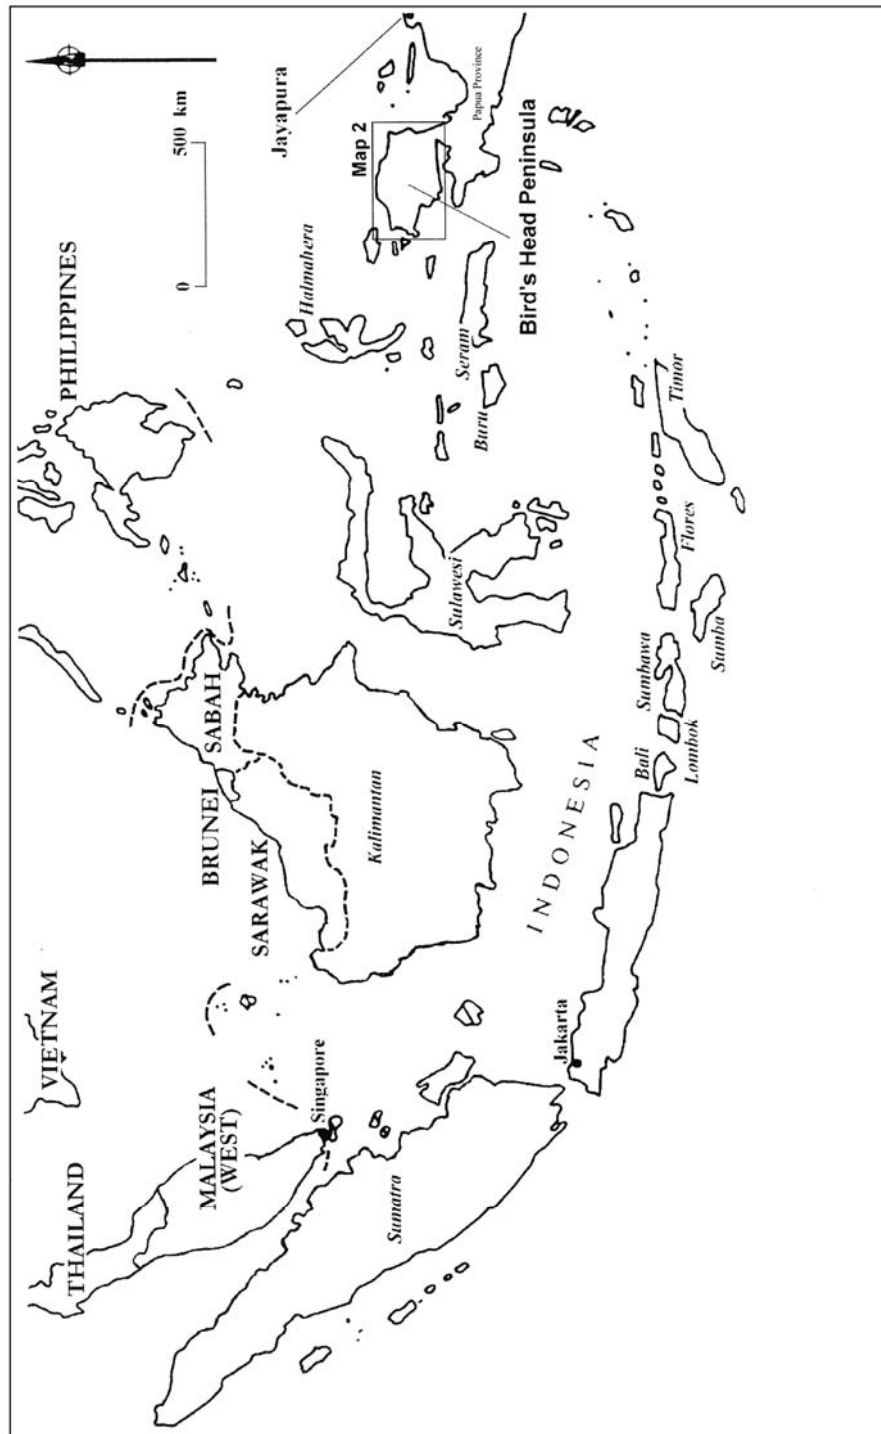 THAILAND
VIETNAM
PHILIPPINES
0 500 km
MALAYSIA
(WEST)
BRUNEI
SABAH
SARAWAK
Singapore
Halmahera
Jayapura
Map 2
Kalimantan
Sumatra
Sulawesi
Seram
Buru
Papua Province
Bird's Head Peninsula
INDONESIA
Jakarta
Bali
Sumbawa
Lombok
Flores
Timor
Sumba